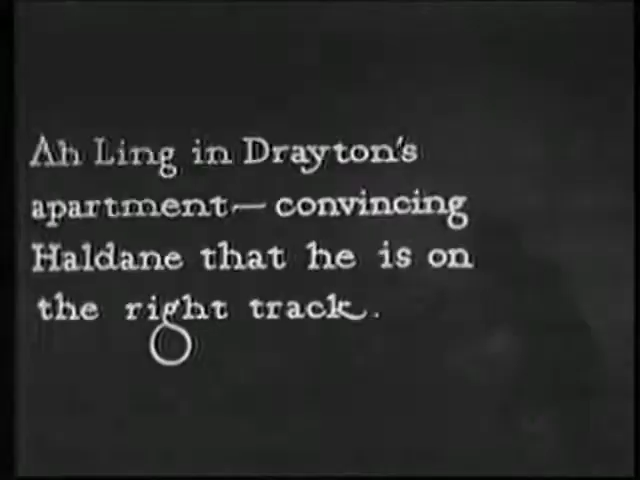 Ah Ling in Drayton's
apartment— convincing
Haldane that he is on
the right track.